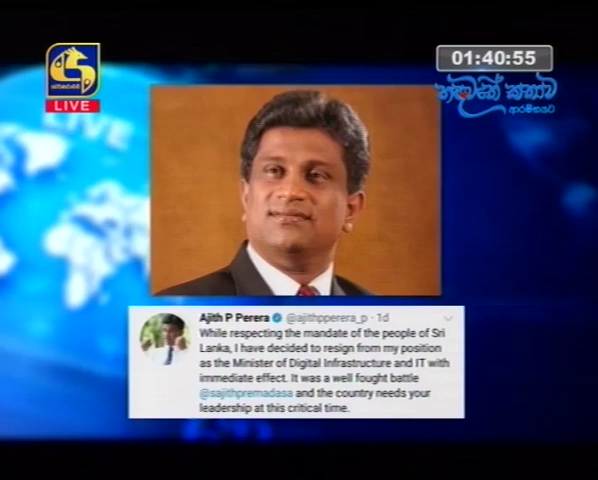 LIVE
01:40:55
LIVE
Ajith P Perera @ajithpperera_p · 1d
While respecting the mandate of the people of Sri
Lanka, I have decided to resign from my position
as the Minister of Digital Infrastructure and IT with
immediate effect. It was a well fought battle
@sajithpremadasa and the country needs your
leadership at this critical time.